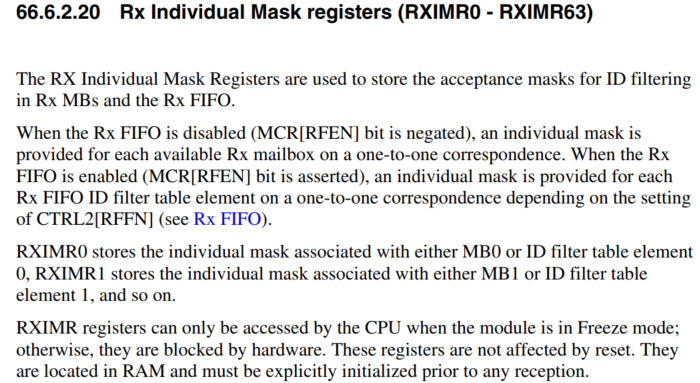 66.6.2.20 Rx Individual Mask registers (RXIMR0 - RXIMR63)
The RX Individual Mask Registers are used to store the acceptance masks for ID filtering
in Rx MBs and the Rx FIFO.
When the Rx FIFO is disabled (MCR[RFEN] bit is negated), an individual mask is
provided for each available Rx mailbox on a one-to-one correspondence. When the Rx
FIFO is enabled (MCR[RFEN] bit is asserted), an individual mask is provided for each
Rx FIFO ID filter table element on a one-to-one correspondence depending on the setting
of CTRL2[RFFN] (see Rx FIFO).
RXIMR0 stores the individual mask associated with either MB0 or ID filter table element
0, RXIMR1 stores the individual mask associated with either MB1 or ID filter table
element 1, and so on.
RXIMR registers can only be accessed by the CPU when the module is in Freeze mode;
otherwise, they are blocked by hardware. These registers are not affected by reset. They
are located in RAM and must be explicitly initialized prior to any reception.